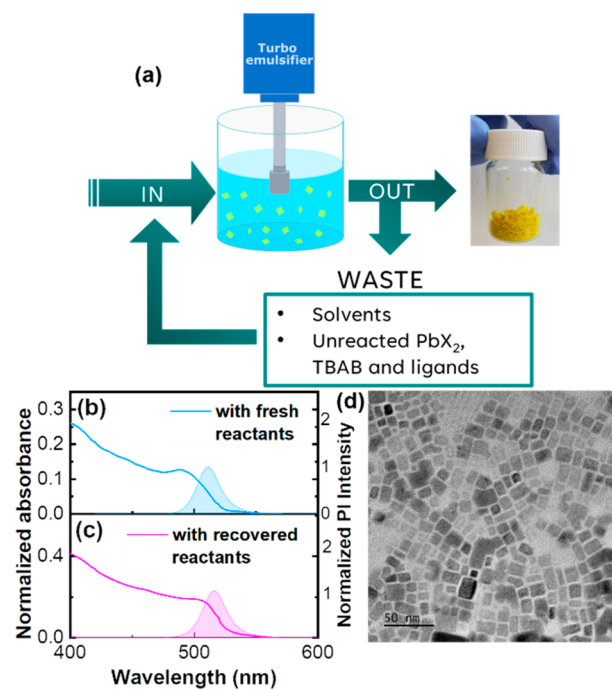 Turbo
emulsifier
(a)
IN
OUT
WASTE
• Solvents
• Unreacted PbX₂,
TBAB and ligands
(b)
with fresh
reactants
0.3
0.2
0.1
0.0
2
1
0
(c)
with recovered
reactants
0.4
0.0
2
1
0
Normalized absorbance
Normalized PI Intensity
400
500
600
Wavelength (nm)
(d)
50 nm